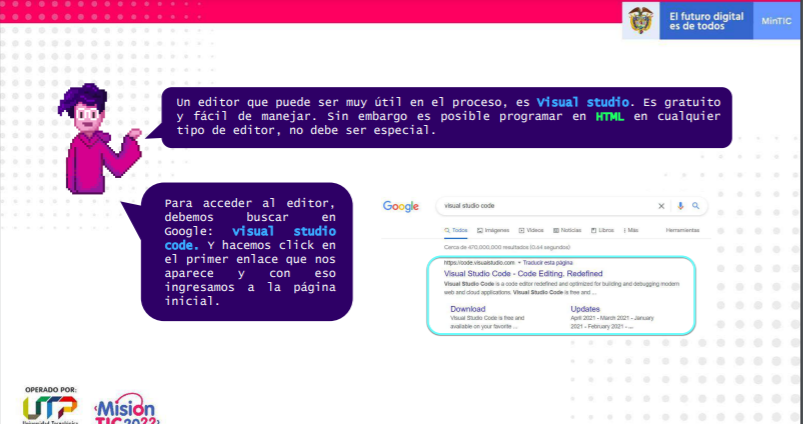 El futuro digital
es de todos
MinTIC
Un editor que puede ser muy útil en el proceso, es Visual studio. Es gratuito
y fácil de manejar. Sin embargo es posible programar en HTML en cualquier
tipo de editor, no debe ser especial.
Para acceder al editor,
debemos buscar en
Google: visual studio
code. Y hacemos click en
el primer enlace que nos
aparece y con eso
ingresamos a la página
inicial.
Google
visual studio code
Todos Imágenes Videos Noticias Libros Más Herramientas
Cerca de 470,000,000 resultados (0.64 segundos)
https://code.visualstudio.com • Traducir esta página
Visual Studio Code - Code Editing. Redefined
Visual Studio Code is a code editor redefined and optimized for building and debugging modern
web and cloud applications. Visual Studio Code is free and ...
Download
Visual Studio Code is free and
available on your favorite ...
Updates
April 2021 - March 2021 - January
2021 - February 2021 - ...
OPERADO POR:
UTP
Universidad Tecnológica
Misión
TIC 2022